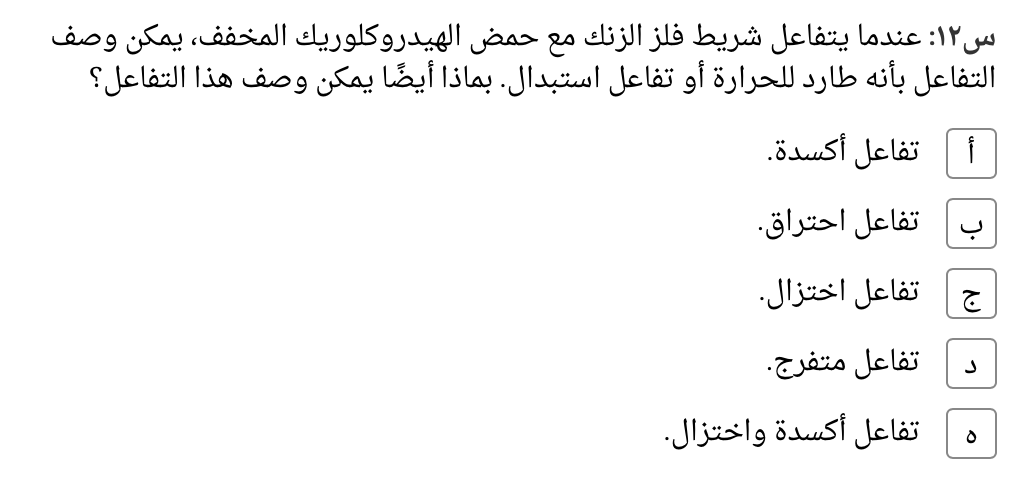 س١٢: عندما يتفاعل شريط فلز الزنك مع حمض الهيدروكلوريك المخفف، يمكن وصف
التفاعل بأنه طارد للحرارة أو تفاعل استبدال. بماذا أيضًا يمكن وصف هذا التفاعل؟
أ تفاعل أكسدة.
ب تفاعل احتراق.
ج تفاعل اختزال.
د تفاعل متفرج.
ه تفاعل أكسدة واختزال.